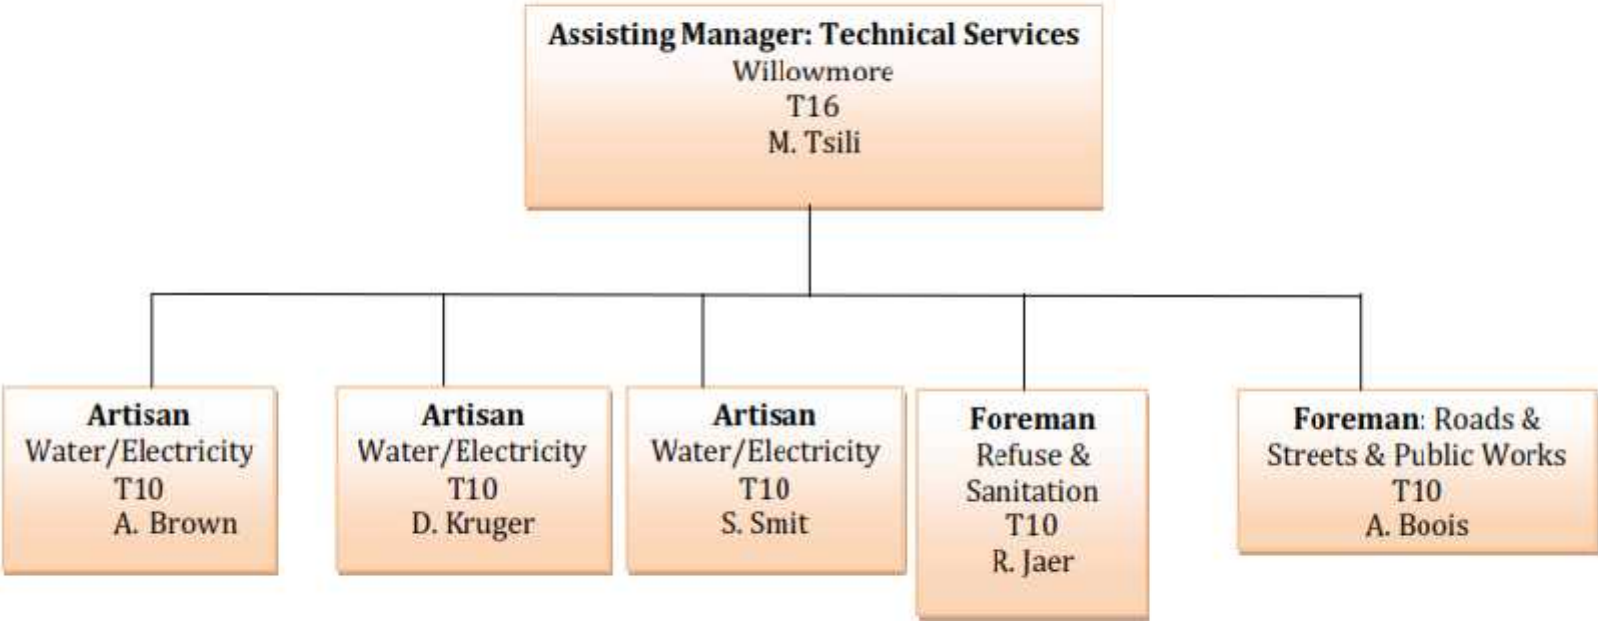 Assisting Manager: Technical Services
Willowmore
T16
M. Tsili
Artisan
Water/Electricity
T10
A. Brown
Artisan
Water/Electricity
T10
D. Kruger
Artisan
Water/Electricity
T10
S. Smit
Foreman
Refuse &
Sanitation
T10
R. Jaer
Foreman: Roads &
Streets & Public Works
T10
A. Boois